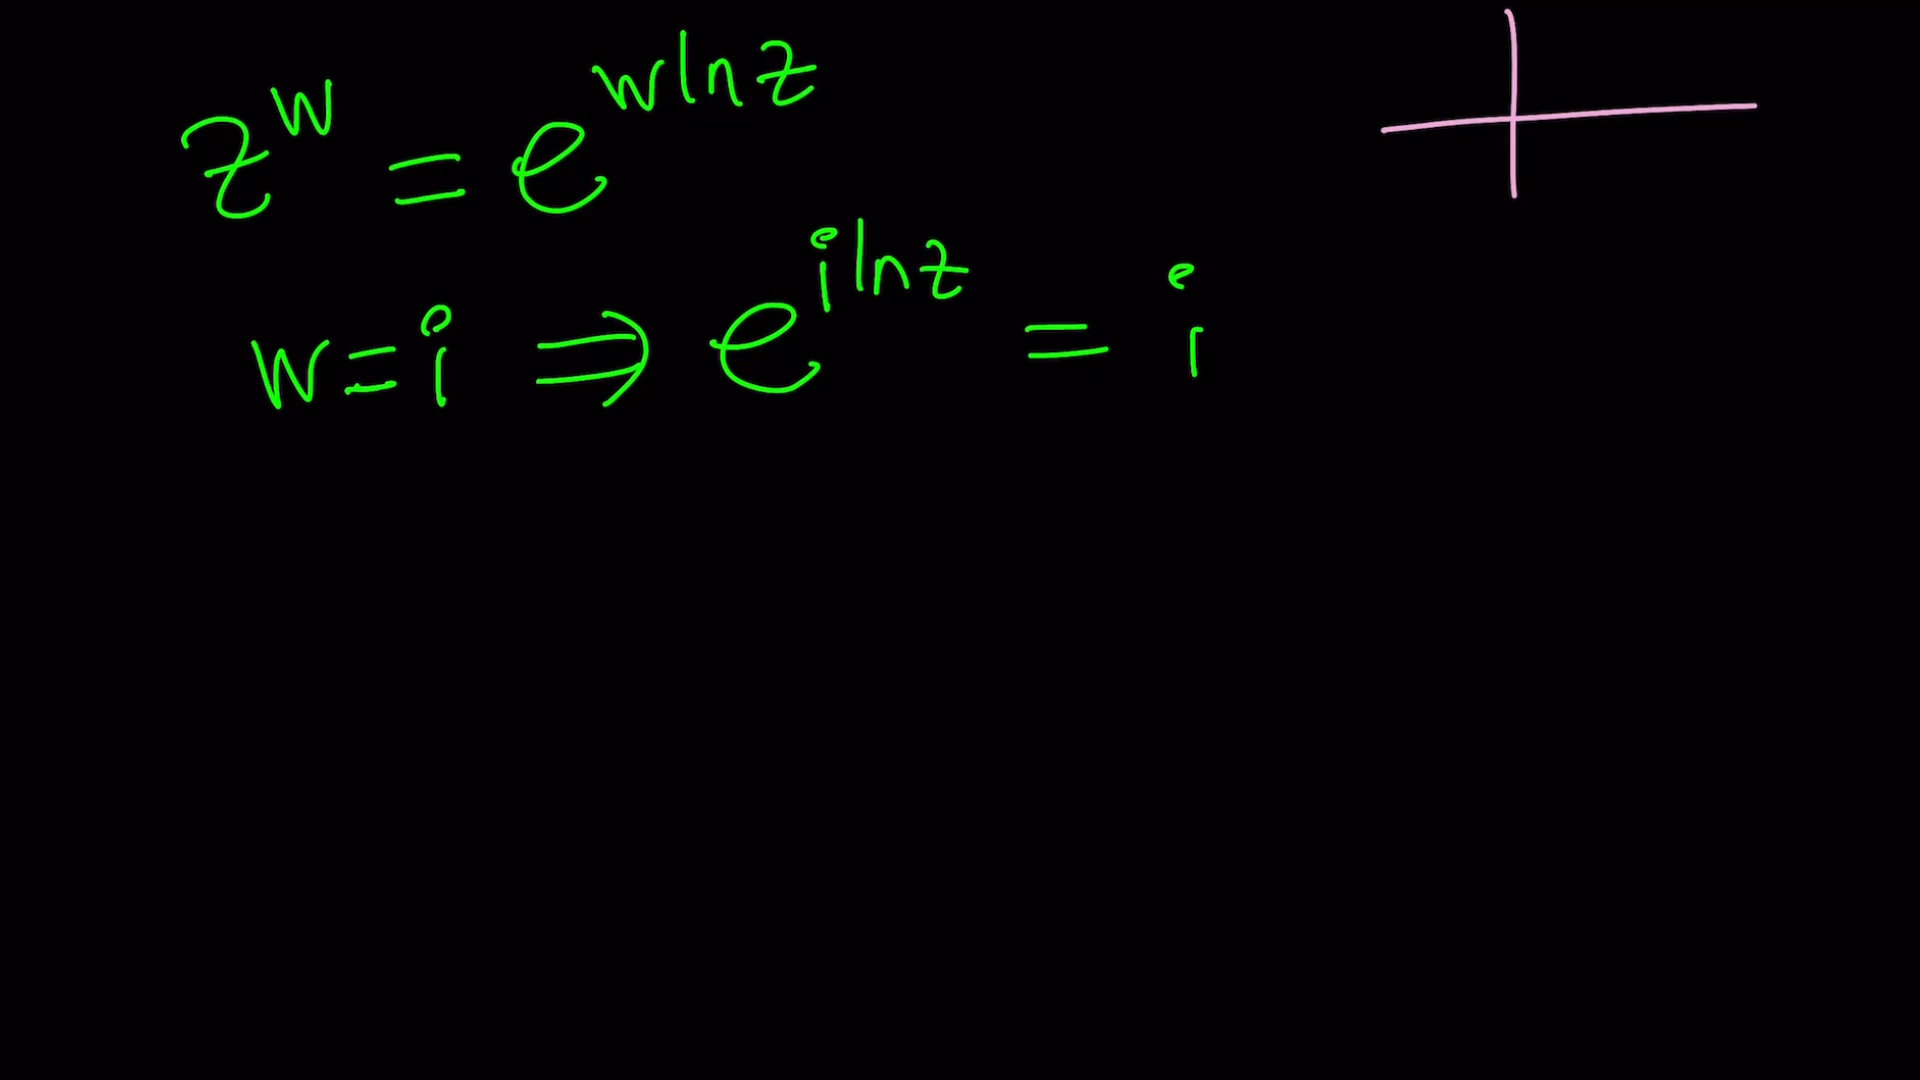 z^w = e^{w ln z}
w = i ⇒ e^{i ln z} = i